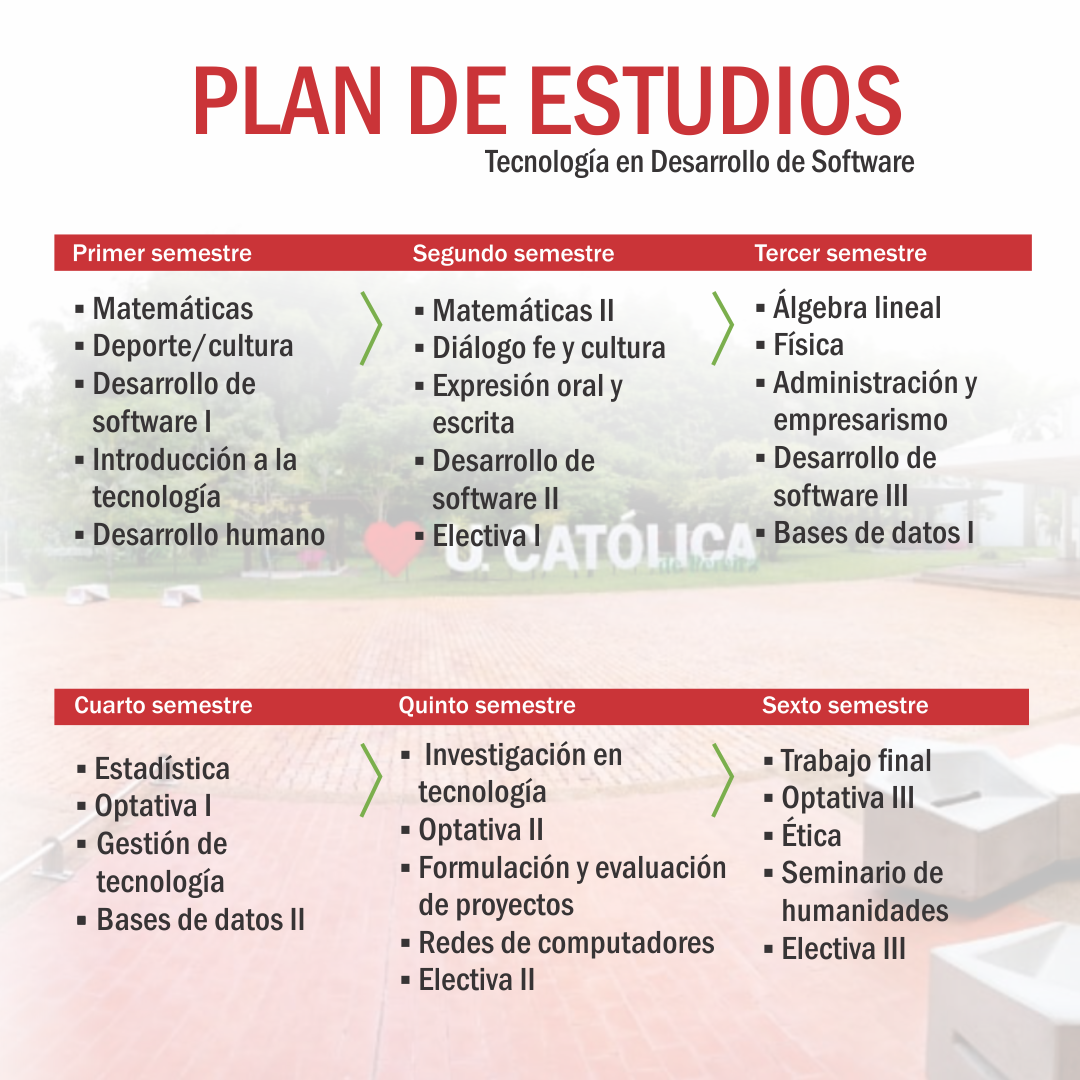 PLAN DE ESTUDIOS
Tecnología en Desarrollo de Software
Primer semestre
▪ Matemáticas
▪ Deporte/cultura
▪ Desarrollo de
software I
▪ Introducción a la
tecnología
▪ Desarrollo humano
Segundo semestre
▪ Matemáticas II
▪ Diálogo fe y cultura
▪ Expresión oral y
escrita
▪ Desarrollo de
software II
▪ Electiva I
Tercer semestre
▪ Álgebra lineal
▪ Física
▪ Administración y
empresarismo
▪ Desarrollo de
software III
▪ Bases de datos I
U. CATÓLICA
de Pereira
Cuarto semestre
▪ Estadística
▪ Optativa I
▪ Gestión de
tecnología
▪ Bases de datos II
Quinto semestre
▪ Investigación en
tecnología
▪ Optativa II
▪ Formulación y evaluación
de proyectos
▪ Redes de computadores
▪ Electiva II
Sexto semestre
▪ Trabajo final
▪ Optativa III
▪ Ética
▪ Seminario de
humanidades
▪ Electiva III